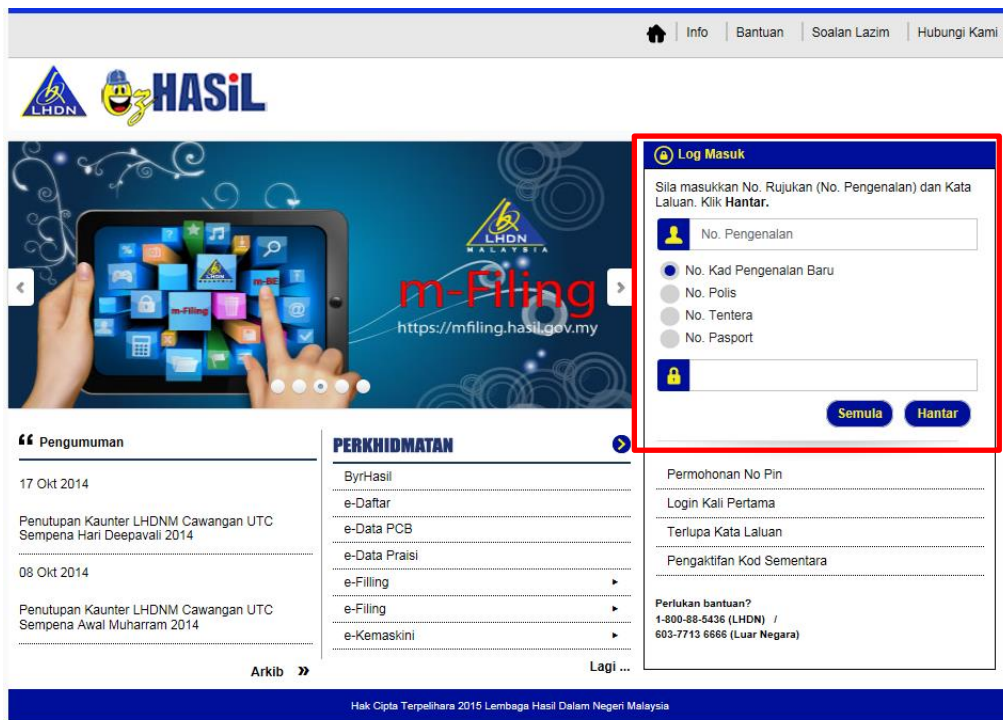 Info
Bantuan
Soalan Lazim
Hubungi Kami
LHDN
ezHASiL
LHDN
MALAYSIA
m-Filing
https://mfiling.hasil.gov.my
m-BE
m-Filing
Log Masuk
Sila masukkan No. Rujukan (No. Pengenalan) dan Kata
Laluan. Klik Hantar.
No. Pengenalan
No. Kad Pengenalan Baru
No. Polis
No. Tentera
No. Pasport
Semula
Hantar
Pengumuman
17 Okt 2014
Penutupan Kaunter LHDNM Cawangan UTC
Sempena Hari Deepavali 2014
08 Okt 2014
Penutupan Kaunter LHDNM Cawangan UTC
Sempena Awal Muharram 2014
Arkib »
PERKHIDMATAN
ByrHasil
e-Daftar
e-Data PCB
e-Data Praisi
e-Filling
e-Filing
e-Kemaskini
Lagi ...
Permohonan No Pin
Login Kali Pertama
Terlupa Kata Laluan
Pengaktifan Kod Sementara
Perlukan bantuan?
1-800-88-5436 (LHDN) /
603-7713 6666 (Luar Negara)
Hak Cipta Terpelihara 2015 Lembaga Hasil Dalam Negeri Malaysia